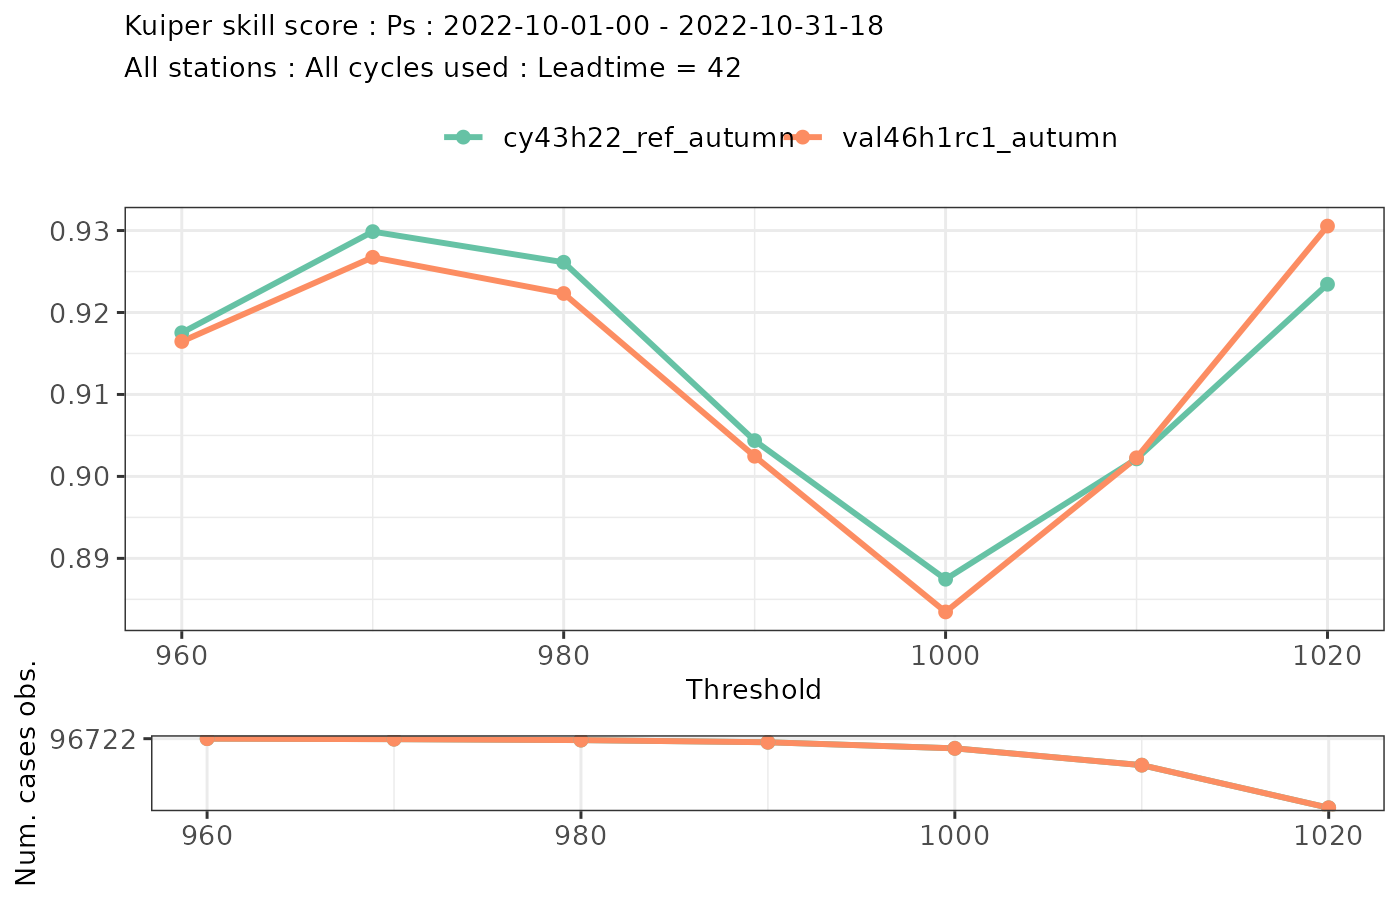 Kuiper skill score : Ps : 2022-10-01-00 - 2022-10-31-18
All stations : All cycles used : Leadtime = 42
cy43h22_ref_autumn val46h1rc1_autumn
0.93
0.92
0.91
0.90
0.89
960 980 1000 1020
Threshold
Num. cases obs.
96722
960 980 1000 1020